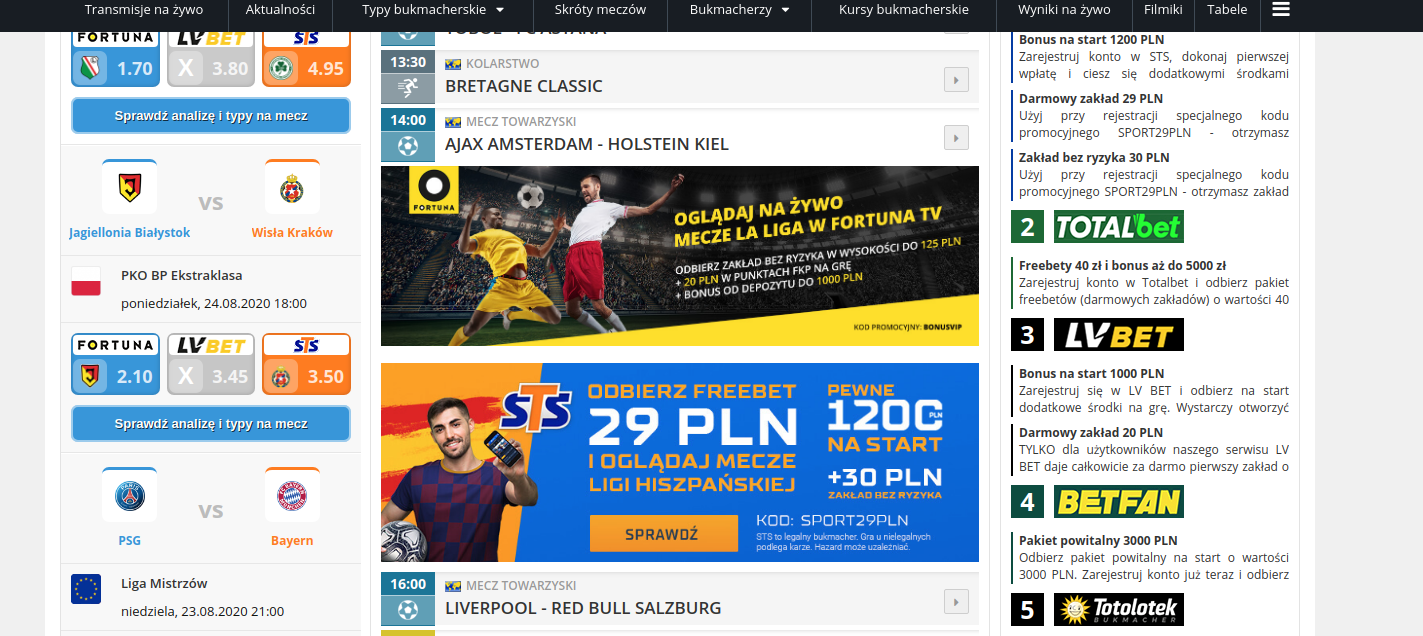 Transmisje na żywo
Aktualności
Typy bukmacherskie
Skróty meczów
Bukmacherzy
Kursy bukmacherskie
Wyniki na żywo
Filmiki
Tabele
FORTUNA
LV BET
STS
1.70
X
3.80
4.95
Sprawdź analizę i typy na mecz
VS
Jagiellonia Białystok
Wisła Kraków
PKO BP Ekstraklasa
poniedziałek, 24.08.2020 18:00
FORTUNA
LV BET
STS
2.10
X
3.45
3.50
Sprawdź analizę i typy na mecz
VS
PSG
Bayern
Liga Mistrzów
niedziela, 23.08.2020 21:00
TOBOL - FC ASTANA
13:30
KOLARSTWO
BRETAGNE CLASSIC
14:00
MECZ TOWARZYSKI
AJAX AMSTERDAM - HOLSTEIN KIEL
FORTUNA
OGLĄDAJ NA ŻYWO
MECZE LA LIGA W FORTUNA TV
ODBIERZ ZAKŁAD BEZ RYZYKA W WYSOKOŚCI DO 125 PLN
+ 20 PLN W PUNKTACH FKP NA GRĘ
+ BONUS OD DEPOZYTU DO 1000 PLN
KOD PROMOCYJNY: BONUSVIP
STS
ODBIERZ FREEBET
29 PLN
I OGLĄDAJ MECZE
LIGI HISZPAŃSKIEJ
PEWNE
1200 PLN
NA START
+30 PLN
ZAKŁAD BEZ RYZYKA
SPRAWDŹ
KOD: SPORT29PLN
STS to legalny bukmacher. Gra u nielegalnych
podlega karze. Hazard może uzależniać.
16:00
MECZ TOWARZYSKI
LIVERPOOL - RED BULL SALZBURG
Bonus na start 1200 PLN
Zarejestruj konto w STS, dokonaj pierwszej
wpłatę i ciesz się dodatkowymi środkami
Darmowy zakład 29 PLN
Użyj przy rejestracji specjalnego kodu
promocyjnego SPORT29PLN - otrzymasz
Zakład bez ryzyka 30 PLN
Użyj przy rejestracji specjalnego kodu
promocyjnego SPORT29PLN - otrzymasz zakład
2
TOTALbet
Freebety 40 zł i bonus aż do 5000 zł
Zarejestruj konto w Totalbet i odbierz pakiet
freebetów (darmowych zakładów) o wartości 40
3
LV BET
Bonus na start 1000 PLN
Zarejestruj się w LV BET i odbierz na start
dodatkowe środki na grę. Wystarczy otworzyć
Darmowy zakład 20 PLN
TYLKO dla użytkowników naszego serwisu LV
BET daje całkowicie za darmo pierwszy zakład o
4
BETFAN
Pakiet powitalny 3000 PLN
Odbierz pakiet powitalny na start o wartości
3000 PLN. Zarejestruj konto już teraz i odbierz
5
Totolotek
BUKMACHER